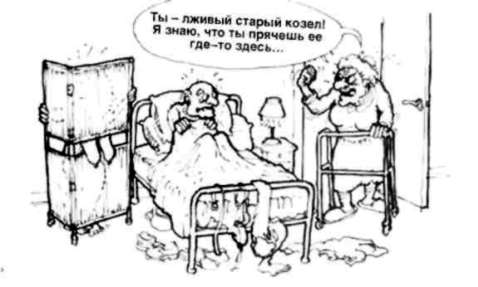 Ты – лживый старый козел!
Я знаю, что ты прячешь ее
где-то здесь...